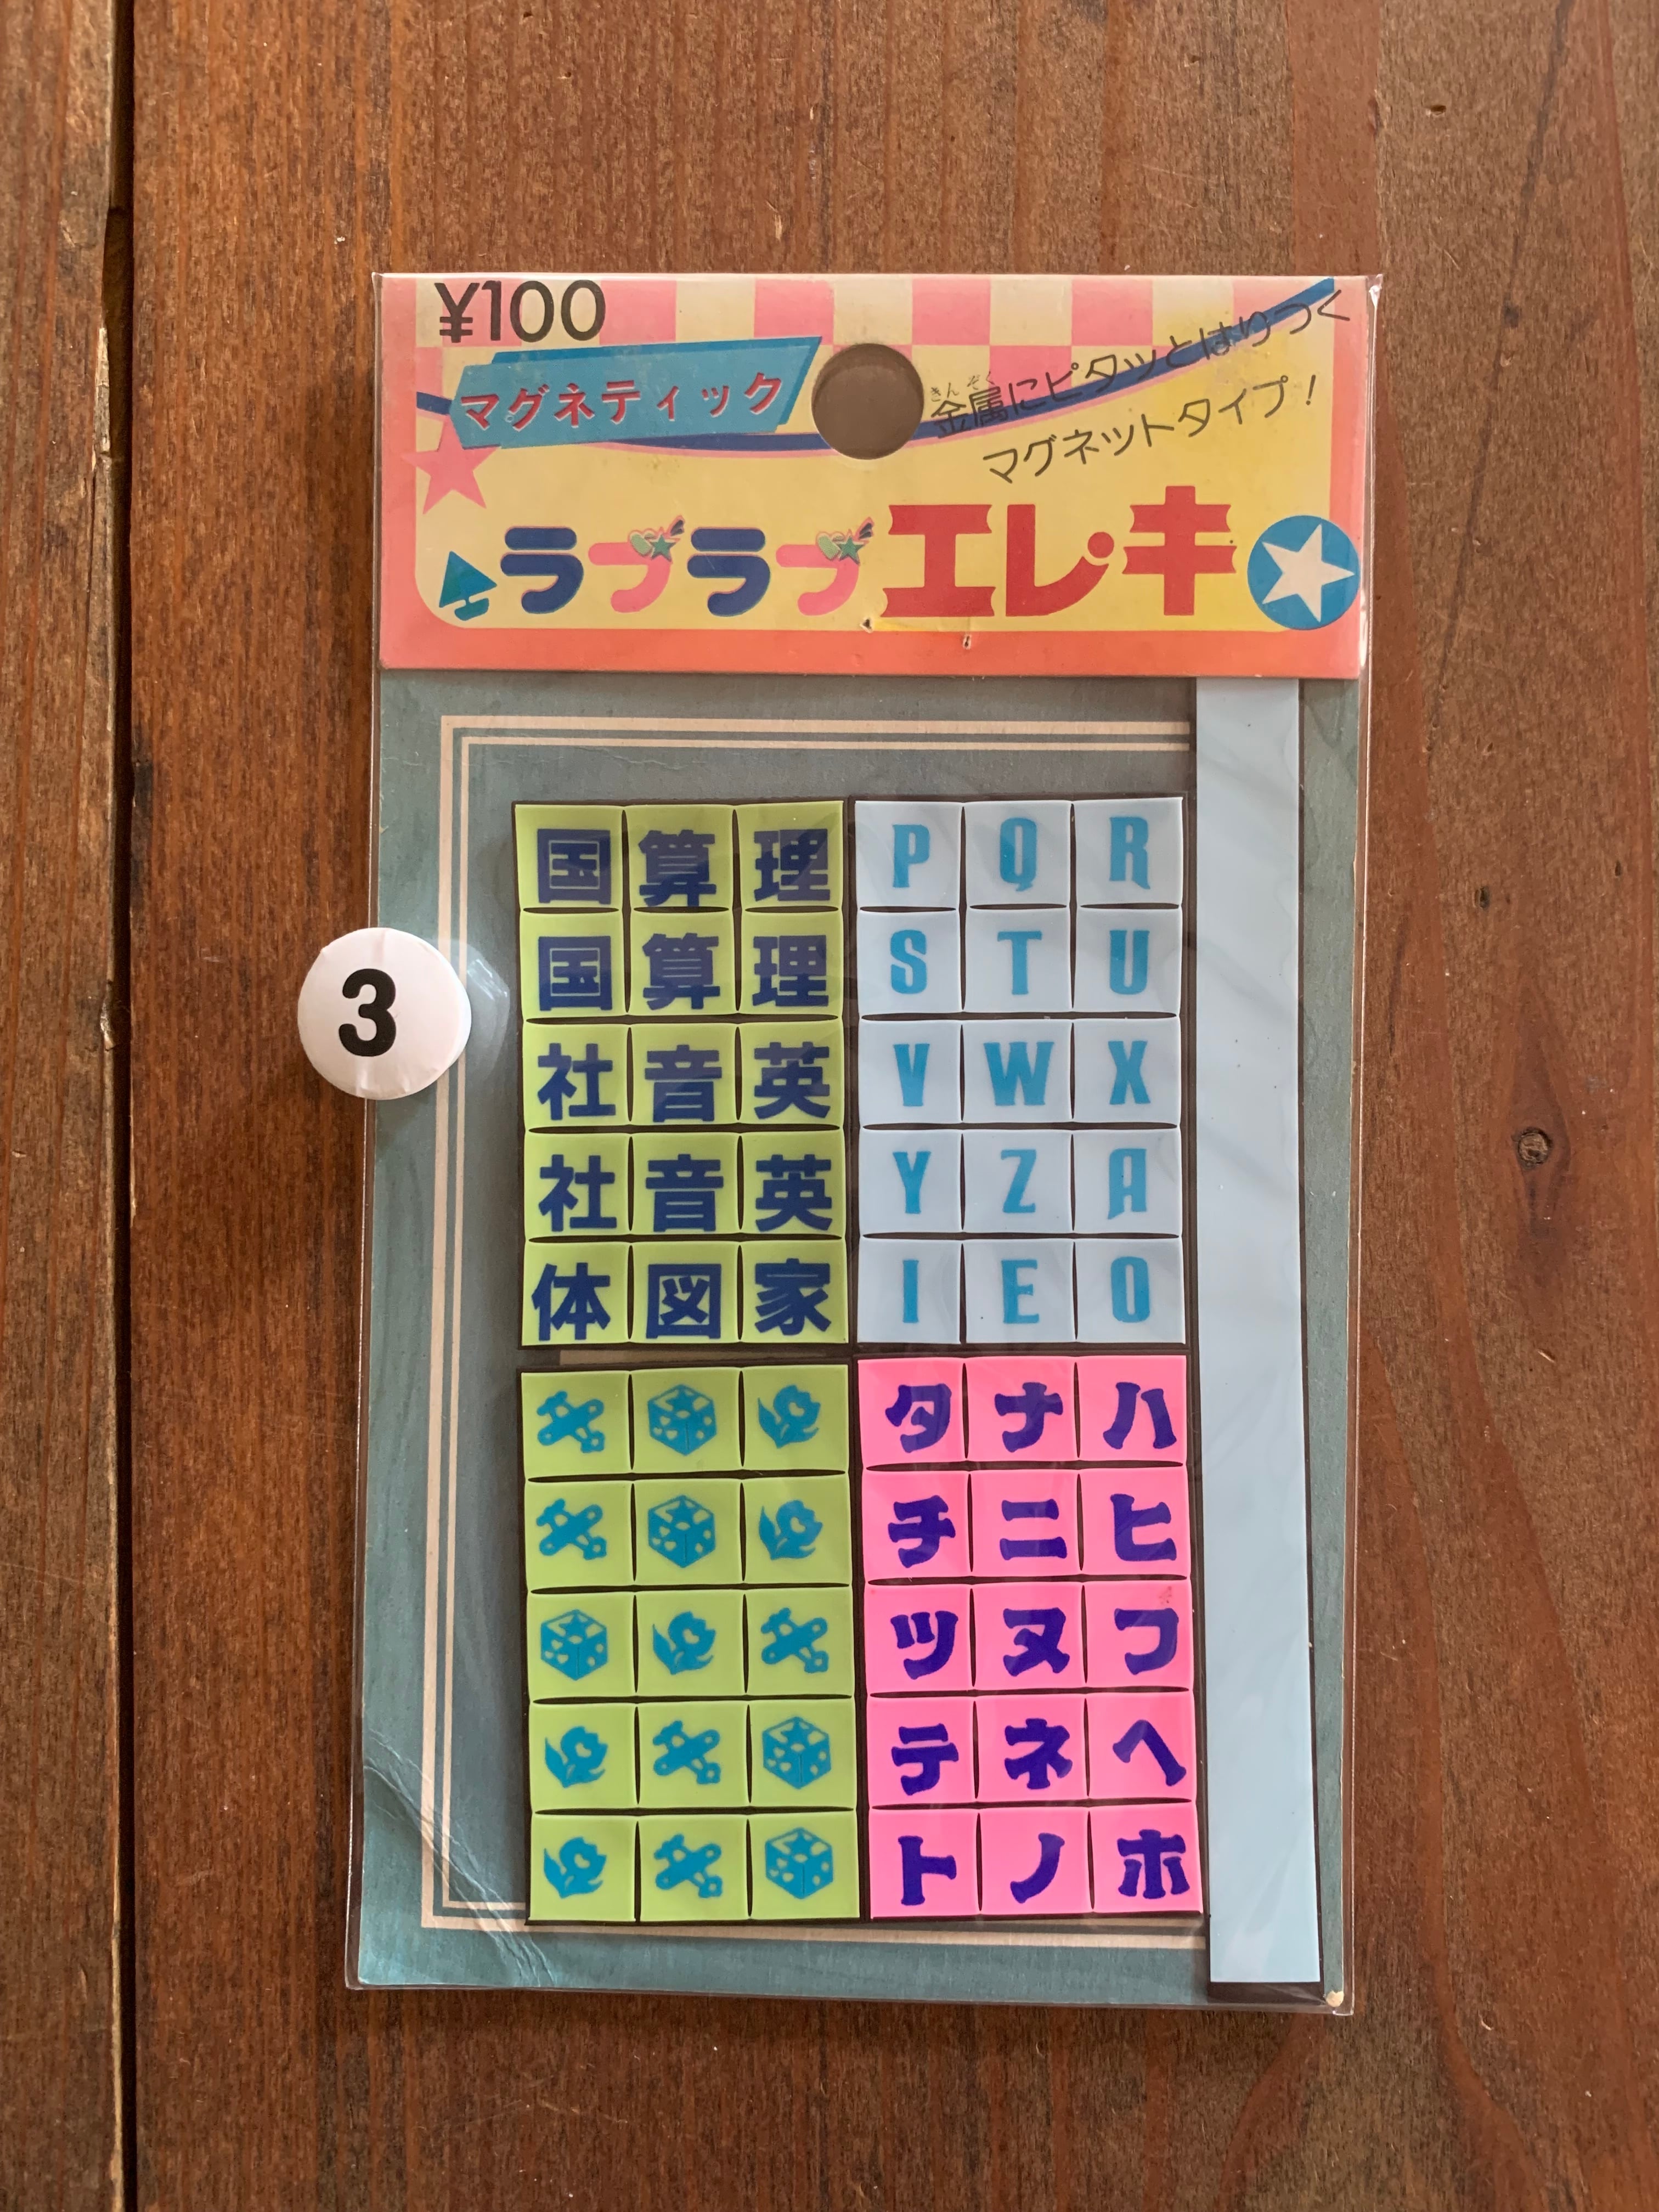 ¥100
マグネティック
きんぞく
金属にピタッとはりつく
マグネットタイプ!
ラブラブエレキ
3
国 算 理
国 算 理
社 音 英
社 音 英
体 図 家
P Q R
S T U
V W X
Y Z A
I E O
タ ナ ハ
チ ニ ヒ
ツ ヌ フ
テ ネ ヘ
ト ノ ホ